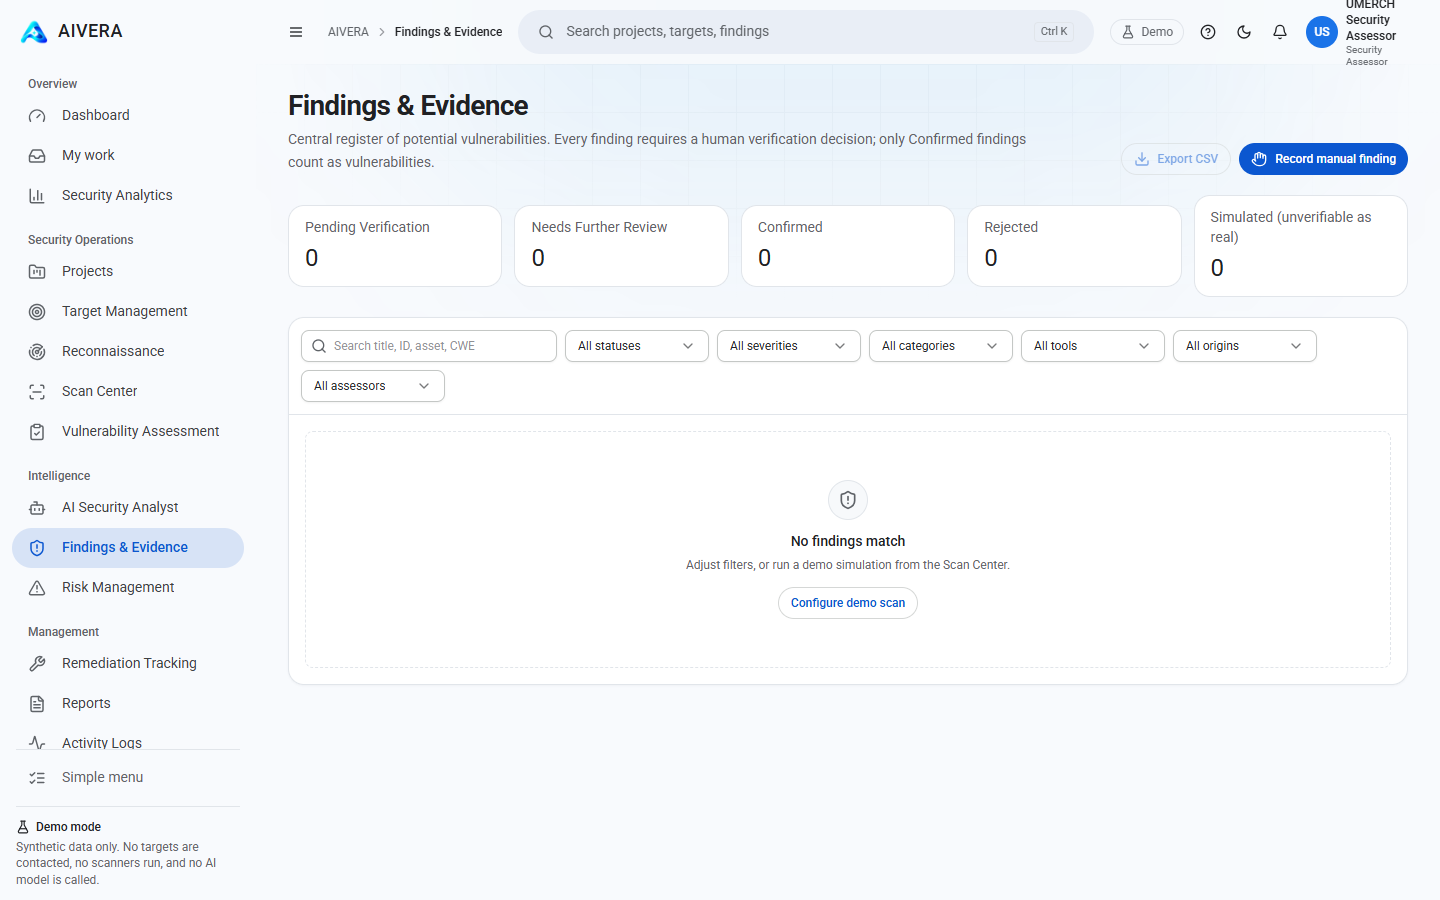 AIVERA
AIVERA > Findings & Evidence
Search projects, targets, findings
Ctrl K
Demo
US
UMERCH
Security
Assessor
Security
Assessor
Overview
Dashboard
My work
Security Analytics
Security Operations
Projects
Target Management
Reconnaissance
Scan Center
Vulnerability Assessment
Intelligence
AI Security Analyst
Findings & Evidence
Risk Management
Management
Remediation Tracking
Reports
Activity Logs
Simple menu
Demo mode
Synthetic data only. No targets are
contacted, no scanners run, and no AI
model is called.
Findings & Evidence
Central register of potential vulnerabilities. Every finding requires a human verification decision; only Confirmed findings
count as vulnerabilities.
Export CSV
Record manual finding
Pending Verification
0
Needs Further Review
0
Confirmed
0
Rejected
0
Simulated (unverifiable as
real)
0
Search title, ID, asset, CWE
All statuses
All severities
All categories
All tools
All origins
All assessors
No findings match
Adjust filters, or run a demo simulation from the Scan Center.
Configure demo scan